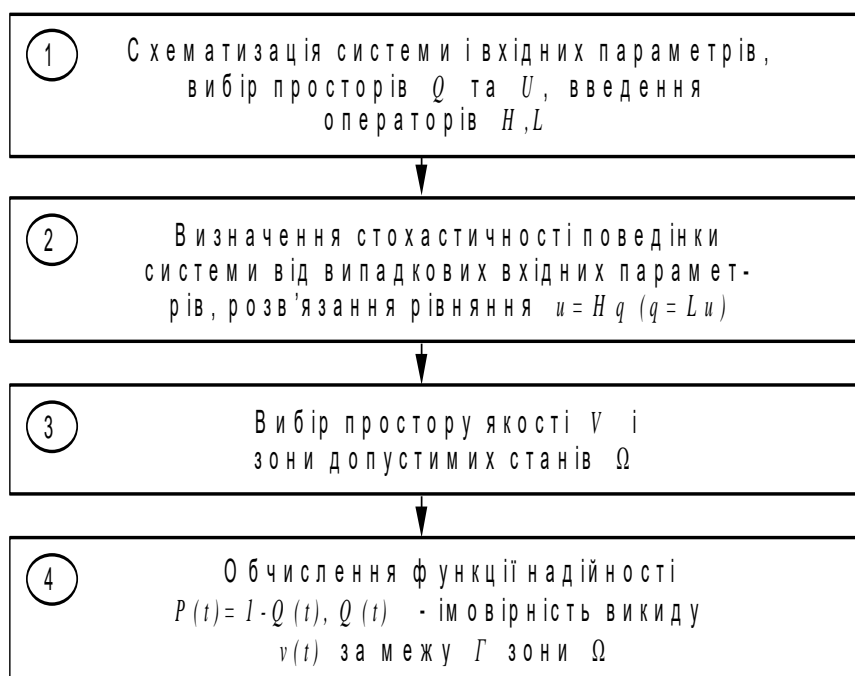 1
Схематизація системи і вхідних параметрів,
вибір просторів Q та U, введення
операторів H,L
2
Визначення стохастичності поведінки
системи від випадкових вхідних парамет-
рів, розв'язання рівняння u=Hq (q=Lu)
3
Вибір простору якості V і
зони допустимих станів Ω
4
Обчислення функції надійності
P(t)=1-Q(t), Q(t) - імовірність викиду
v(t) за межу Γ зони Ω